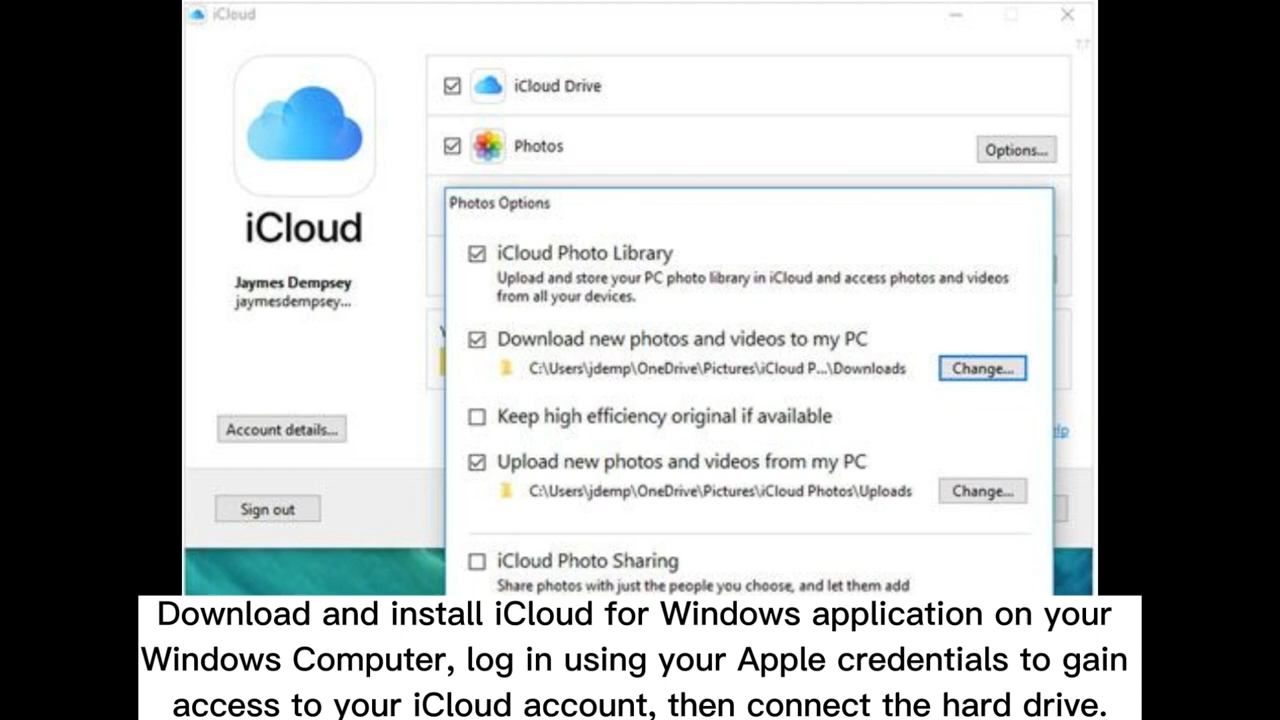 iCloud
7.7
iCloud Drive
Photos
Options...
iCloud
Jaymes Dempsey
jaymesdempsey...
Photos Options
iCloud Photo Library
Upload and store your PC photo library in iCloud and access photos and videos
from all your devices.
Download new photos and videos to my PC
C:\Users\jdemp\OneDrive\Pictures\iCloud P...\Downloads
Change...
Keep high efficiency original if available
Account details...
Upload new photos and videos from my PC
C:\Users\jdemp\OneDrive\Pictures\iCloud Photos\Uploads
Change...
Sign out
iCloud Photo Sharing
Share photos with just the people you choose, and let them add
Download and install iCloud for Windows application on your
Windows Computer, log in using your Apple credentials to gain
access to your iCloud account, then connect the hard drive.